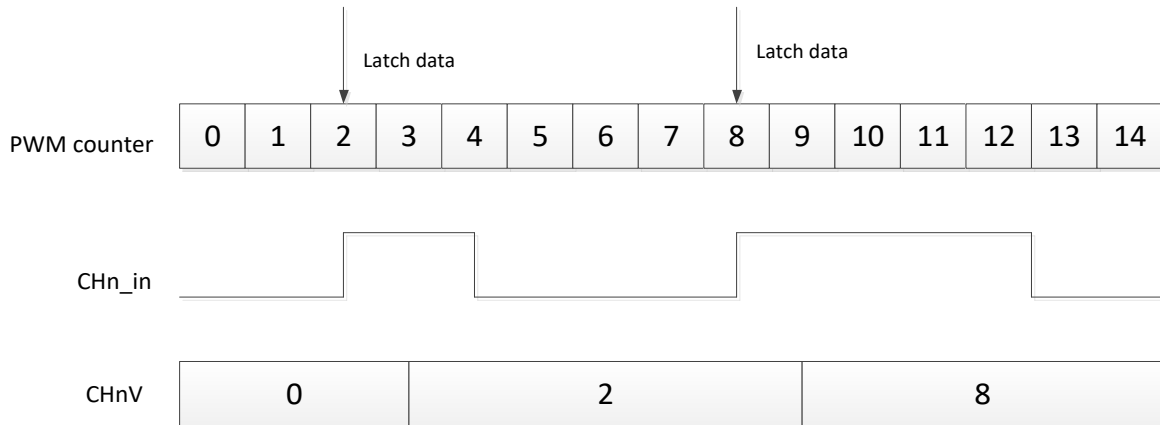 Latch data
Latch data
PWM counter 0 1 2 3 4 5 6 7 8 9 10 11 12 13 14
CHn_in
CHnV 0 2 8